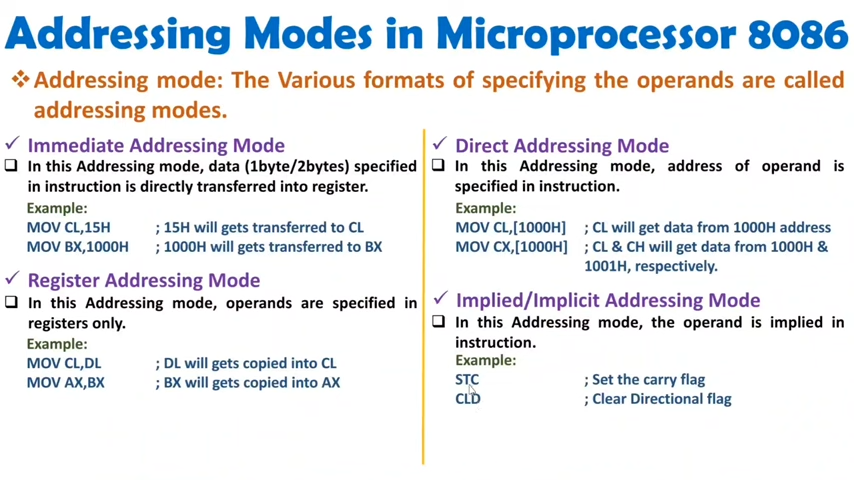 Addressing Modes in Microprocessor 8086
❖Addressing mode: The Various formats of specifying the operands are called
addressing modes.
✓ Immediate Addressing Mode
❑ In this Addressing mode, data (1byte/2bytes) specified
in instruction is directly transferred into register.
Example:
MOV CL,15H ; 15H will gets transferred to CL
MOV BX,1000H ; 1000H will gets transferred to BX
✓ Register Addressing Mode
❑ In this Addressing mode, operands are specified in
registers only.
Example:
MOV CL,DL ; DL will gets copied into CL
MOV AX,BX ; BX will gets copied into AX
✓ Direct Addressing Mode
❑ In this Addressing mode, address of operand is
specified in instruction.
Example:
MOV CL,[1000H] ; CL will get data from 1000H address
MOV CX,[1000H] ; CL & CH will get data from 1000H &
1001H, respectively.
✓ Implied/Implicit Addressing Mode
❑ In this Addressing mode, the operand is implied in
instruction.
Example:
STC ; Set the carry flag
CLD ; Clear Directional flag